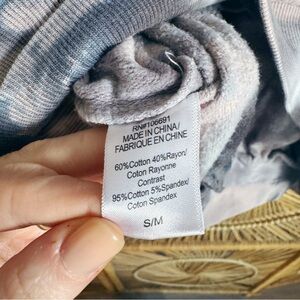 RN#106691
MADE IN CHINA/
FABRIQUE EN CHINE
60%Cotton 40%Rayon/
Coton Rayonne
Contrast
95%Cotton 5%Spandex/
Coton Spandex
S/M